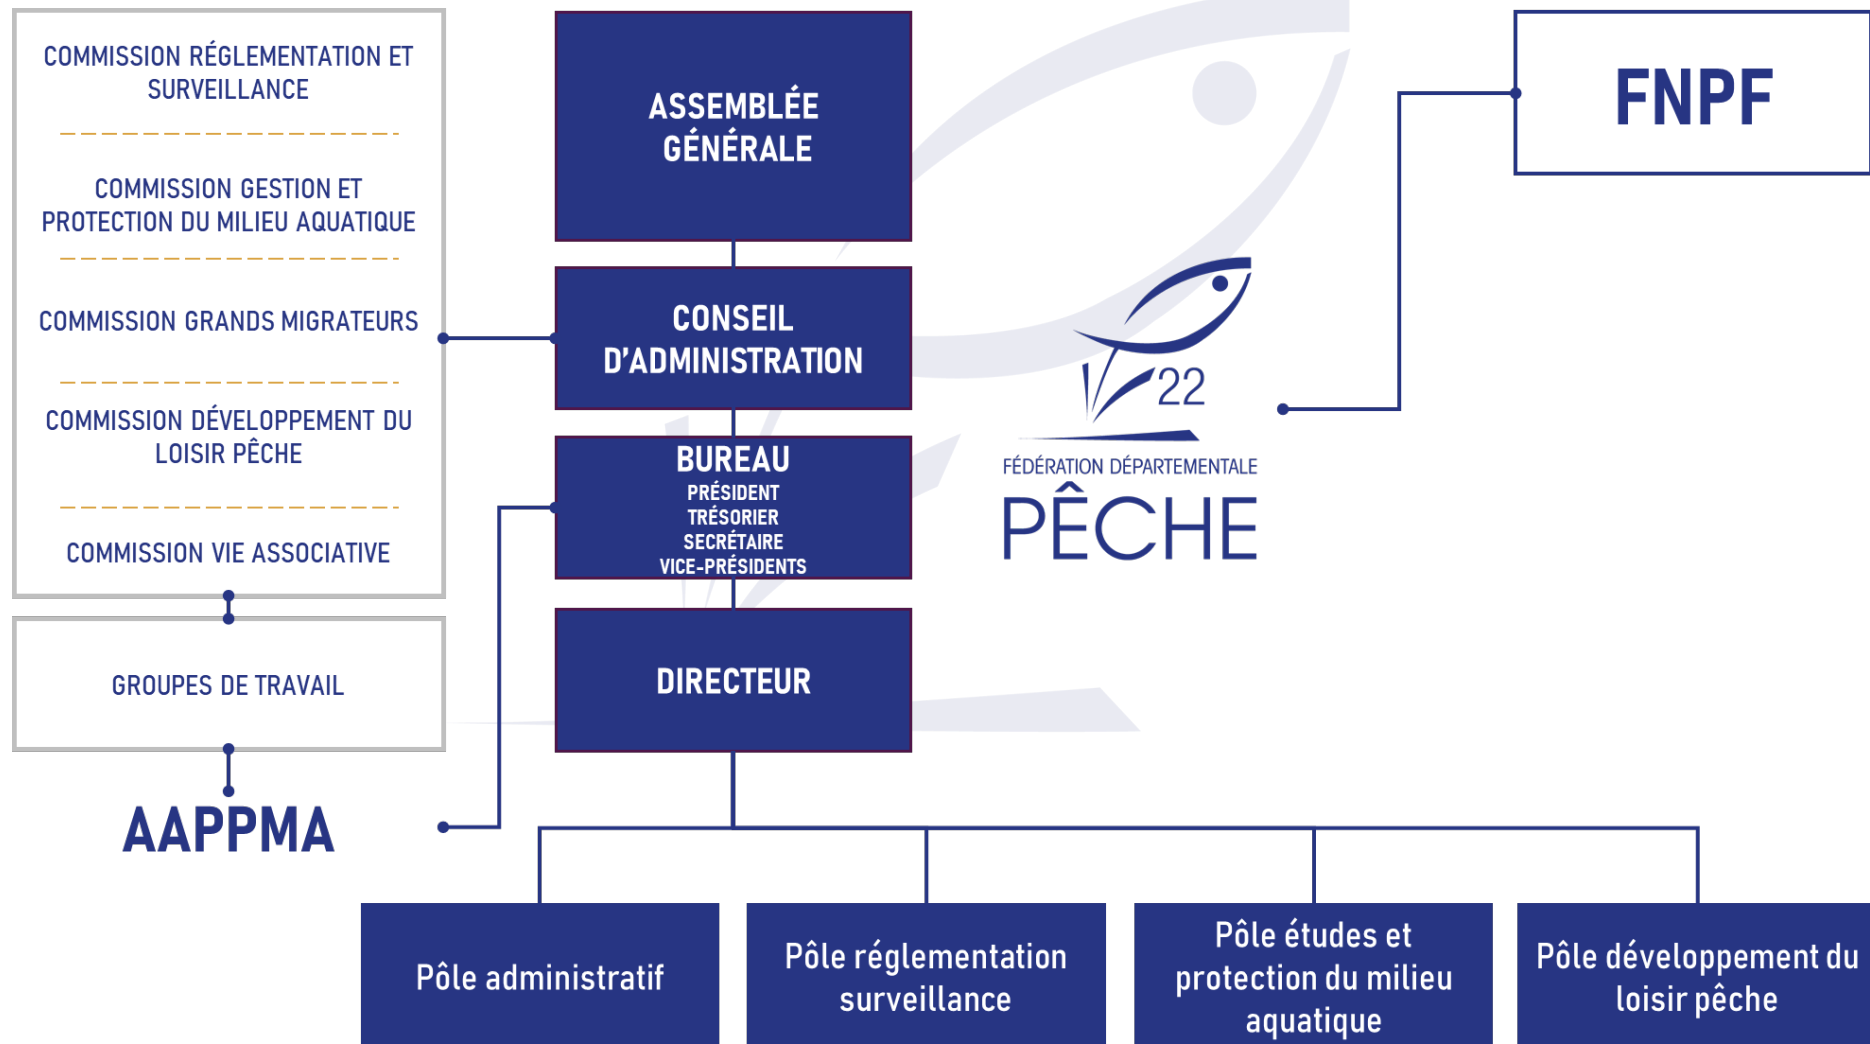 COMMISSION RÉGLEMENTATION ET
SURVEILLANCE
COMMISSION GESTION ET
PROTECTION DU MILIEU AQUATIQUE
COMMISSION GRANDS MIGRATEURS
COMMISSION DÉVELOPPEMENT DU
LOISIR PÊCHE
COMMISSION VIE ASSOCIATIVE
GROUPES DE TRAVAIL
AAPPMA
ASSEMBLÉE
GÉNÉRALE
CONSEIL
D'ADMINISTRATION
BUREAU
PRÉSIDENT
TRÉSORIER
SECRÉTAIRE
VICE-PRÉSIDENTS
DIRECTEUR
22
FÉDÉRATION DÉPARTEMENTALE
PÊCHE
FNPF
Pôle administratif
Pôle réglementation
surveillance
Pôle études et
protection du milieu
aquatique
Pôle développement du
loisir pêche